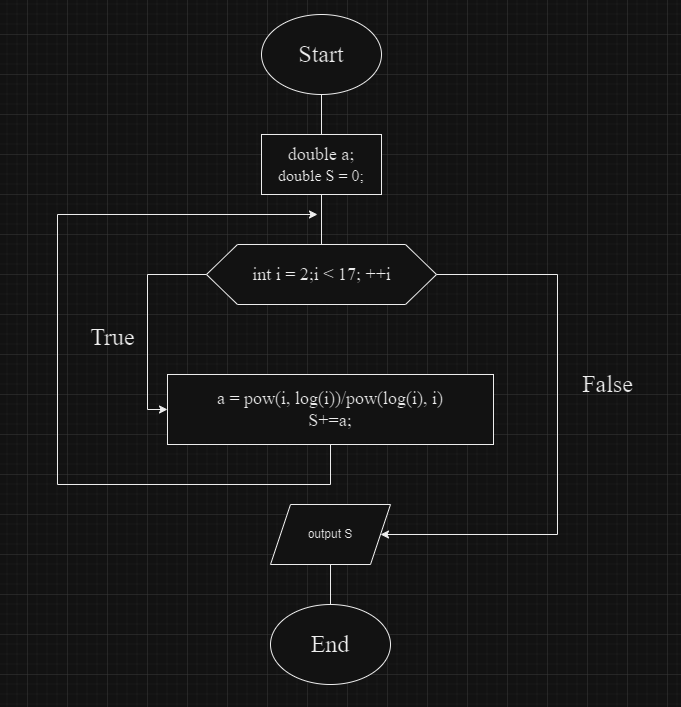 Start
double a;
double S = 0;
int i = 2;i < 17; ++i
True
False
a = pow(i, log(i))/pow(log(i), i)
S+=a;
output S
End